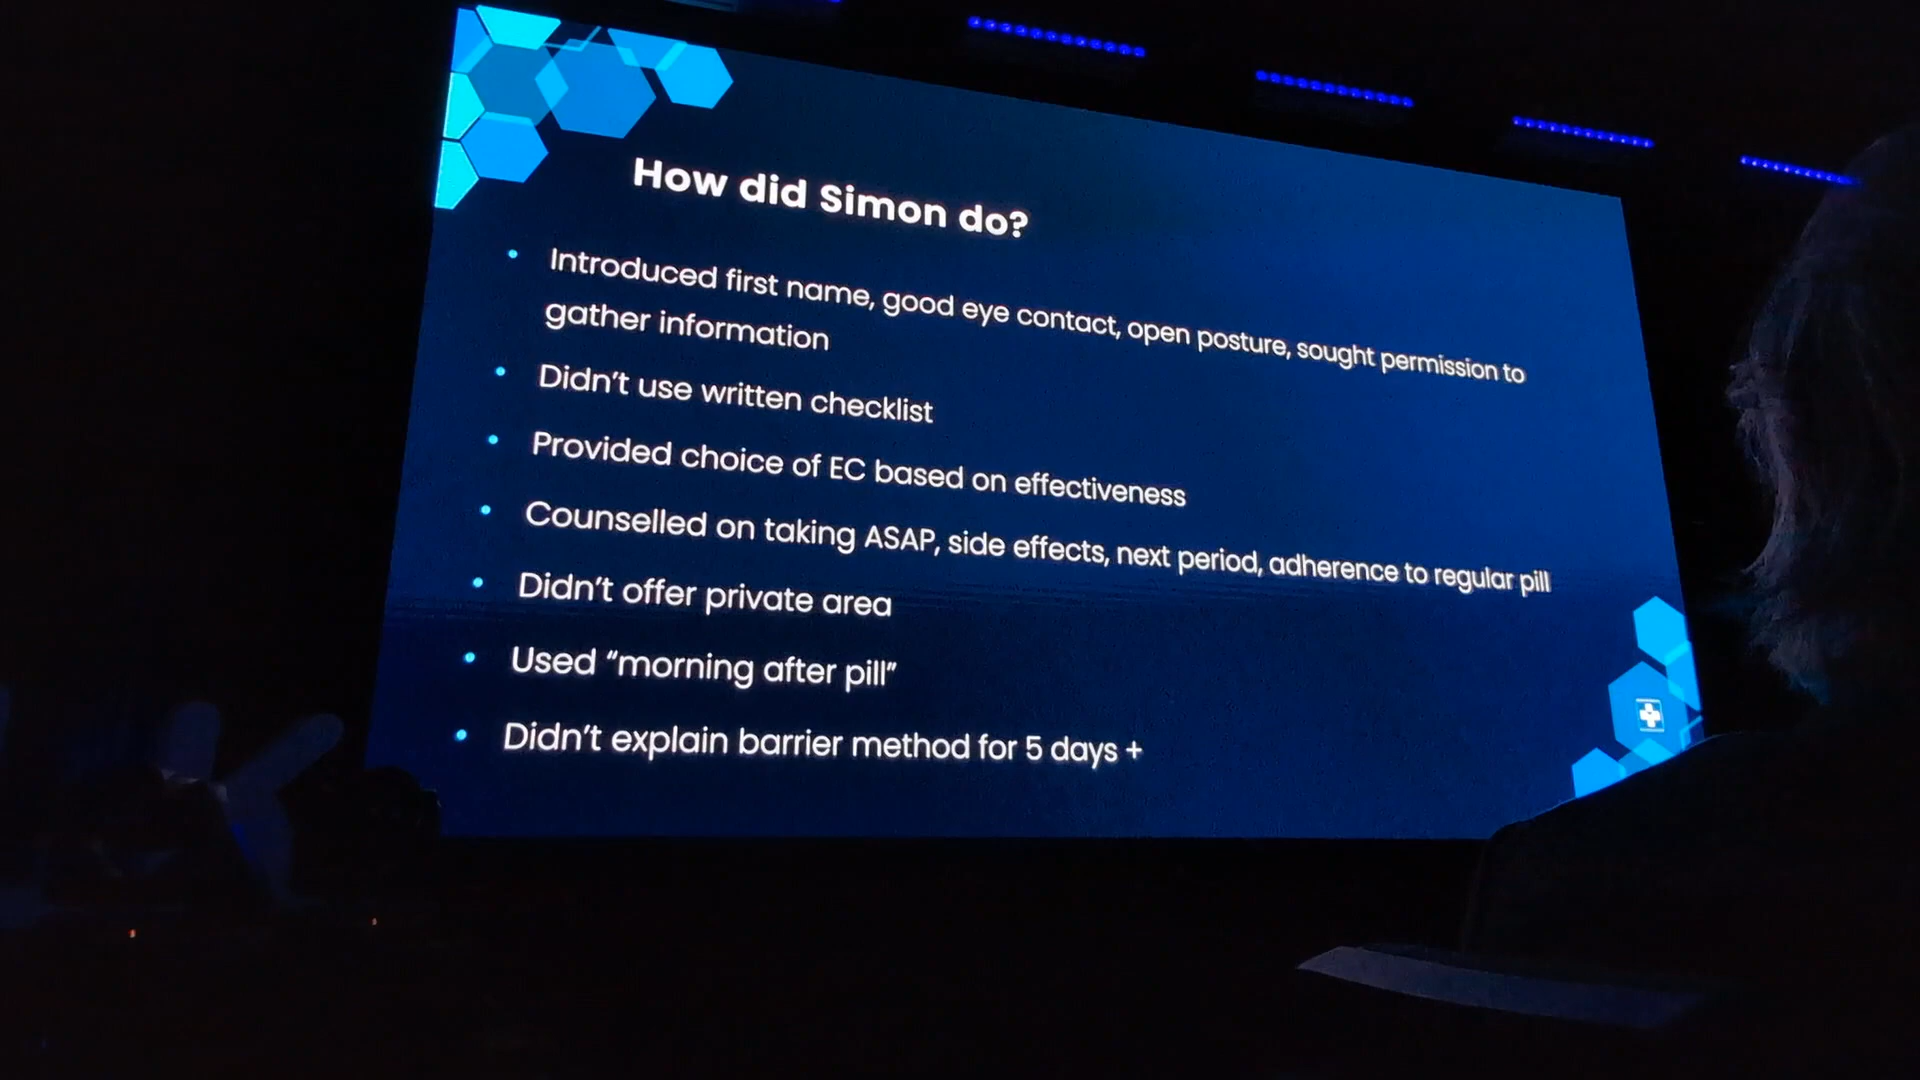 How did Simon do?
• Introduced first name, good eye contact, open posture, sought permission to
gather information
• Didn't use written checklist
• Provided choice of EC based on effectiveness
• Counselled on taking ASAP, side effects, next period, adherence to regular pill
• Didn't offer private area
• Used “morning after pill”
• Didn't explain barrier method for 5 days +